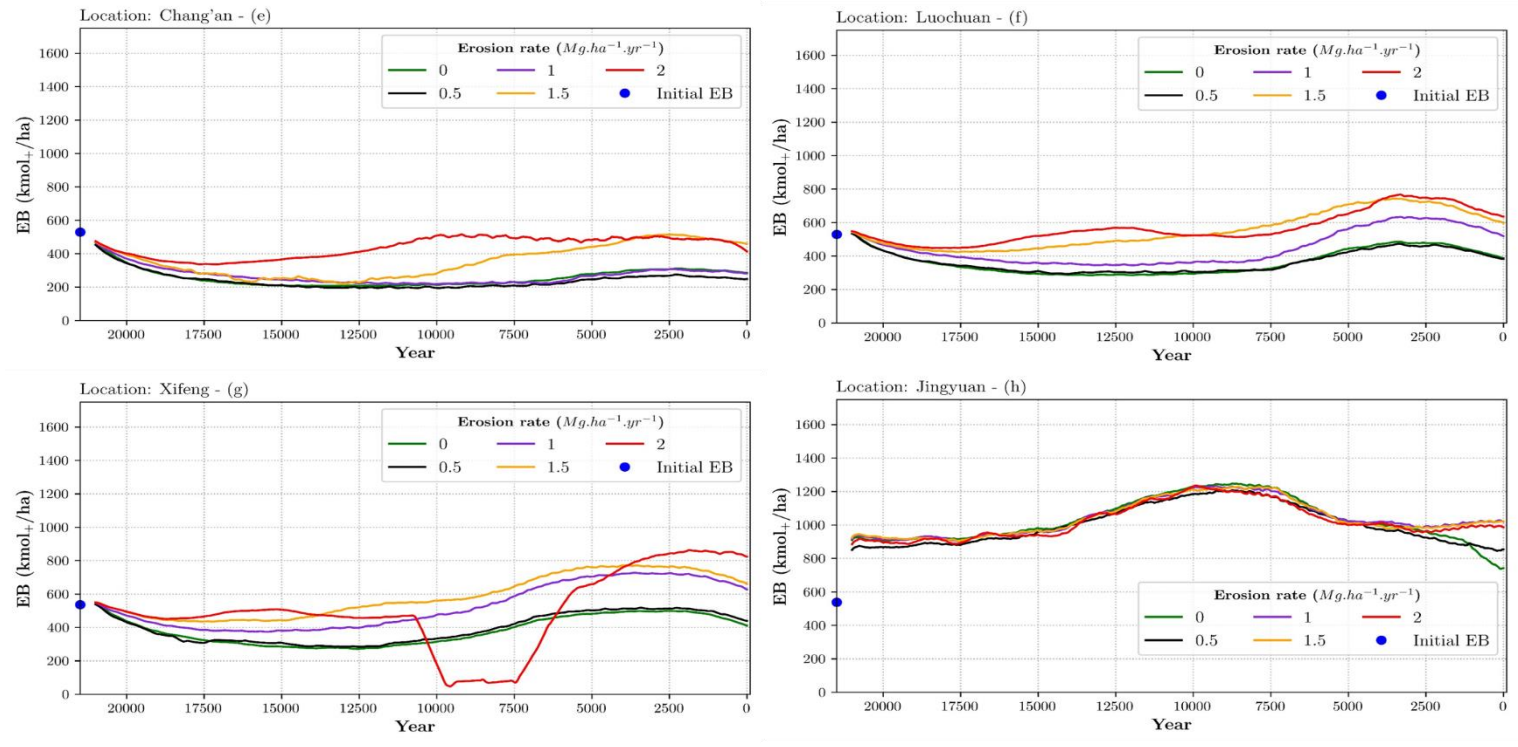 Location: Chang'an - (e)
Erosion rate (Mg.ha⁻¹.yr⁻¹)
0 1 2
0.5 1.5 Initial EB
EB (kmol₊/ha)
1600
1400
1200
1000
800
600
400
200
0
20000 17500 15000 12500 10000 7500 5000 2500 0
Year
Location: Luochuan - (f)
Erosion rate (Mg.ha⁻¹.yr⁻¹)
0 1 2
0.5 1.5 Initial EB
EB (kmol₊/ha)
1600
1400
1200
1000
800
600
400
200
0
20000 17500 15000 12500 10000 7500 5000 2500 0
Year
Location: Xifeng - (g)
Erosion rate (Mg.ha⁻¹.yr⁻¹)
0 1 2
0.5 1.5 Initial EB
EB (kmol₊/ha)
1600
1400
1200
1000
800
600
400
200
0
20000 17500 15000 12500 10000 7500 5000 2500 0
Year
Location: Jingyuan - (h)
EB (kmol₊/ha)
1600
1400
1200
1000
800
600
400
200
0
Erosion rate (Mg.ha⁻¹.yr⁻¹)
0 1 2
0.5 1.5 Initial EB
20000 17500 15000 12500 10000 7500 5000 2500 0
Year